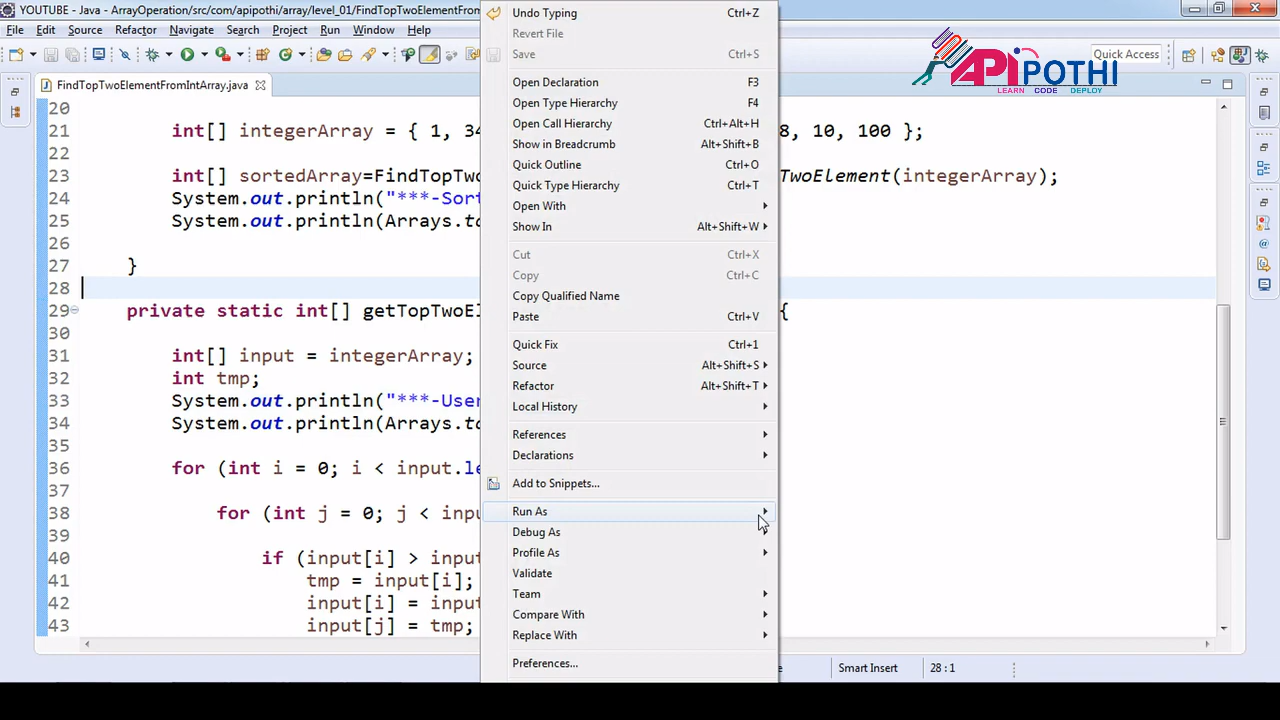 YOUTUBE - Java - ArrayOperation/src/com/apipothi/array/level_01/FindTopTwoElementFrom
File Edit Source Refactor Navigate Search Project Run Window Help
Quick Access
APIPOTHI
LEARN CODE DEPLOY
FindTopTwoElementFromIntArray.java
20
21 int[] integerArray = { 1, 34 8, 10, 100 };
22
23 int[] sortedArray=FindTopTwo TwoElement(integerArray);
24 System.out.println("***-Sort
25 System.out.println(Arrays.to
26
27 }
28
29 private static int[] getTopTwoEl {
30
31 int[] input = integerArray;
32 int tmp;
33 System.out.println("***-User
34 System.out.println(Arrays.to
35
36 for (int i = 0; i < input.le
37
38 for (int j = 0; j < inpu
39
40 if (input[i] > input
41 tmp = input[i];
42 input[i] = input
43 input[j] = tmp;
Undo Typing Ctrl+Z
Revert File
Save Ctrl+S
Open Declaration F3
Open Type Hierarchy F4
Open Call Hierarchy Ctrl+Alt+H
Show in Breadcrumb Alt+Shift+B
Quick Outline Ctrl+O
Quick Type Hierarchy Ctrl+T
Open With
Show In Alt+Shift+W
Cut Ctrl+X
Copy Ctrl+C
Copy Qualified Name
Paste Ctrl+V
Quick Fix Ctrl+1
Source Alt+Shift+S
Refactor Alt+Shift+T
Local History
References
Declarations
Add to Snippets...
Run As
Debug As
Profile As
Validate
Team
Compare With
Replace With
Preferences...
Smart Insert 28 : 1